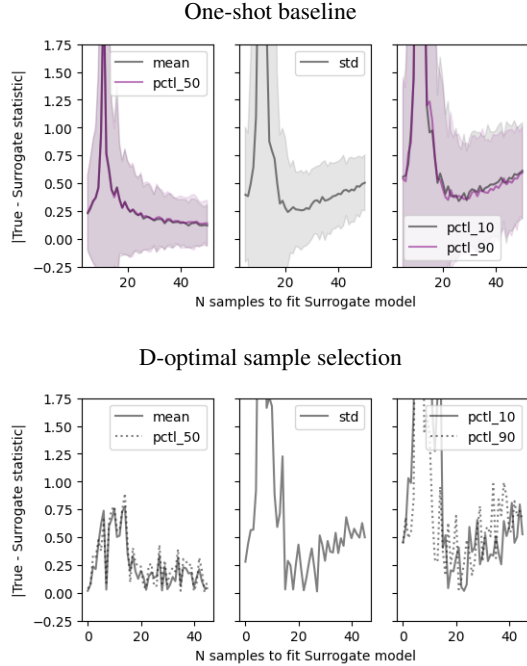 One-shot baseline
|True - Surrogate statistic|
1.75
1.50
1.25
1.00
0.75
0.50
0.25
0.00
−0.25
mean
pctl_50
std
pctl_10
pctl_90
0 20 40
0 20 40
0 20 40
N samples to fit Surrogate model
D-optimal sample selection
|True - Surrogate statistic|
1.75
1.50
1.25
1.00
0.75
0.50
0.25
0.00
−0.25
mean
pctl_50
std
pctl_10
pctl_90
0 20 40
0 20 40
0 20 40
N samples to fit Surrogate model